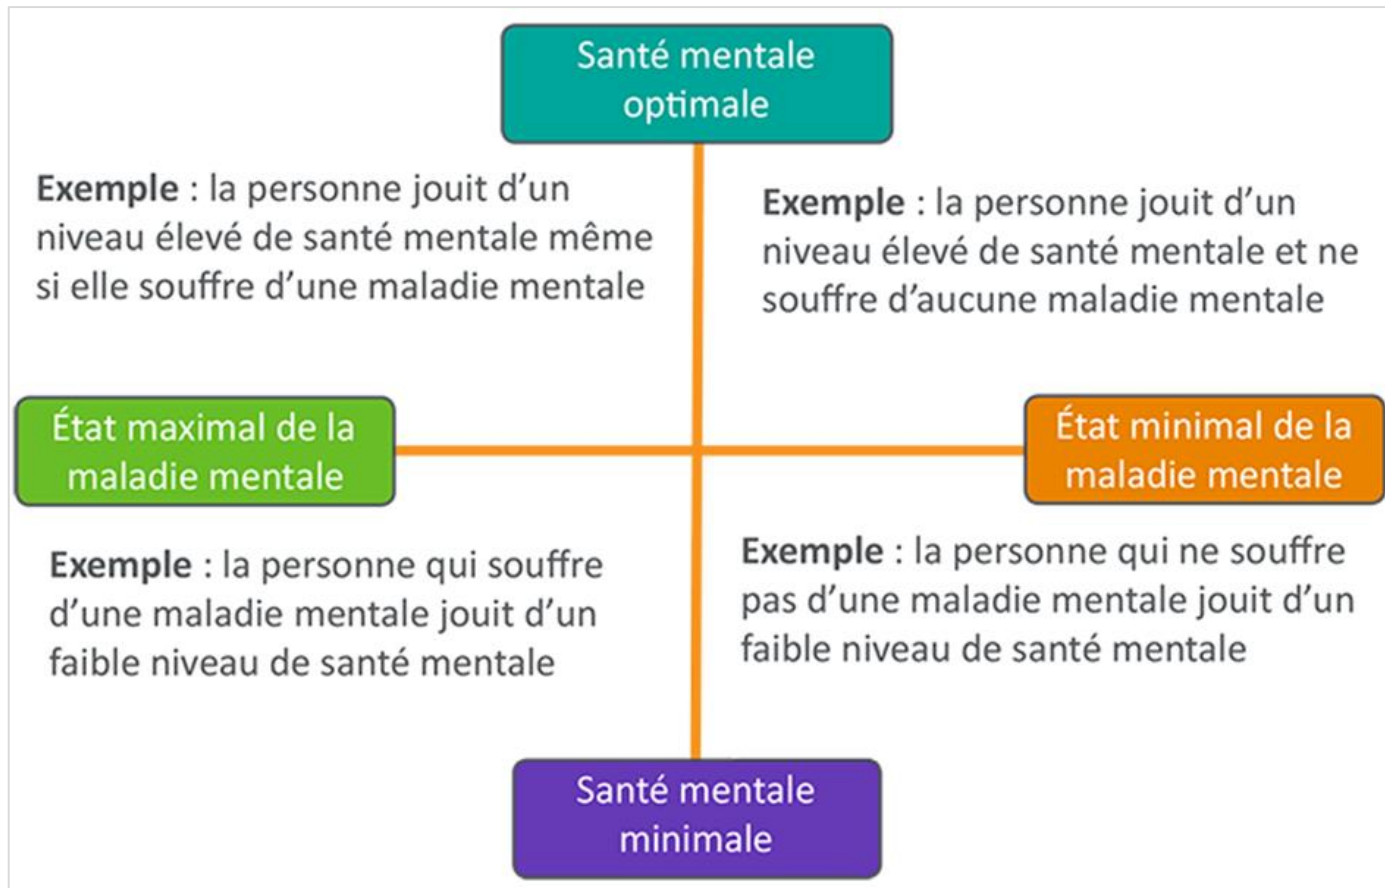 Santé mentale
optimale
Exemple : la personne jouit d’un
niveau élevé de santé mentale même
si elle souffre d’une maladie mentale
Exemple : la personne jouit d’un
niveau élevé de santé mentale et ne
souffre d’aucune maladie mentale
État maximal de la
maladie mentale
État minimal de la
maladie mentale
Exemple : la personne qui souffre
d’une maladie mentale jouit d’un
faible niveau de santé mentale
Exemple : la personne qui ne souffre
pas d’une maladie mentale jouit d’un
faible niveau de santé mentale
Santé mentale
minimale